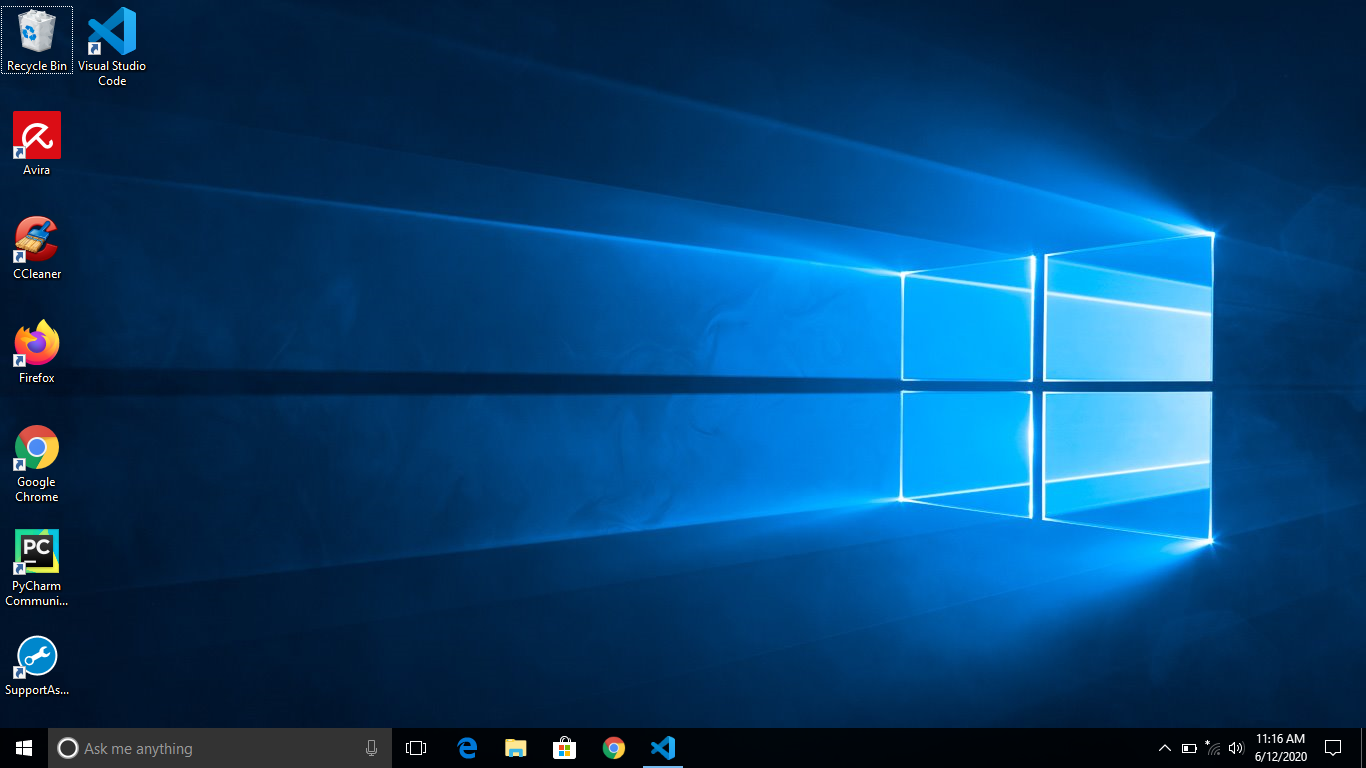 Recycle Bin
Visual Studio
Code
Avira
CCleaner
Firefox
Google
Chrome
PC
PyCharm
Communi...
SupportAs...
Ask me anything
11:16 AM
6/12/2020